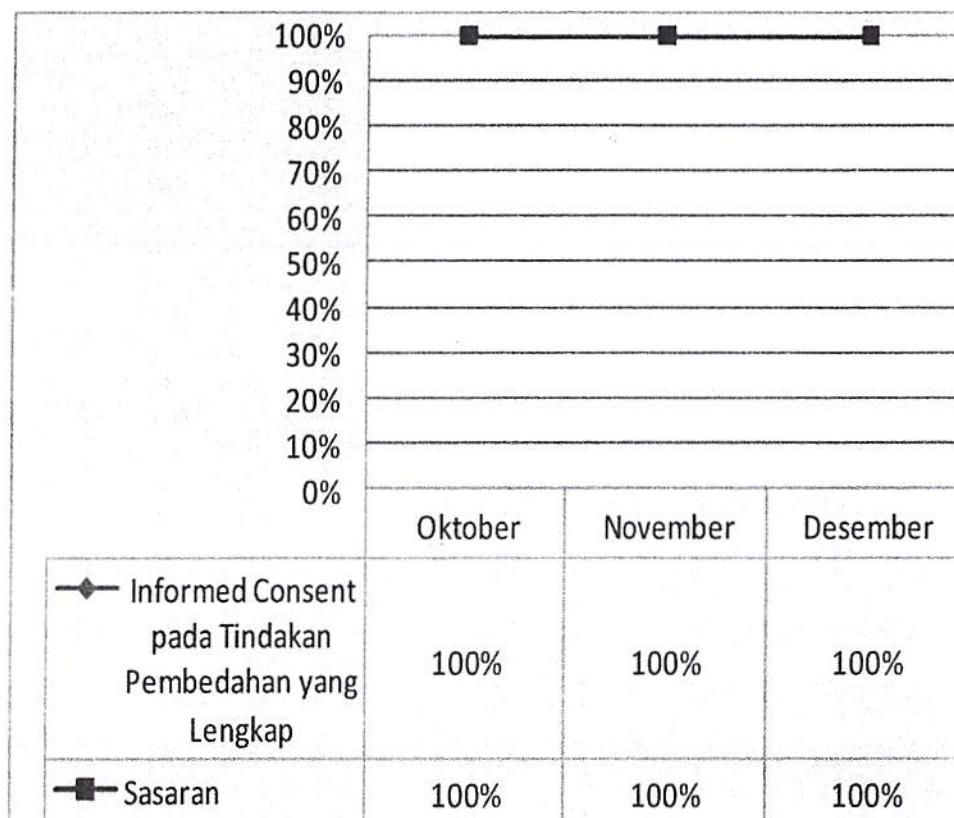 100%
90%
80%
70%
60%
50%
40%
30%
20%
10%
0%
Oktober November Desember
Informed Consent
pada Tindakan
Pembedahan yang
Lengkap
100% 100% 100%
Sasaran 100% 100% 100%